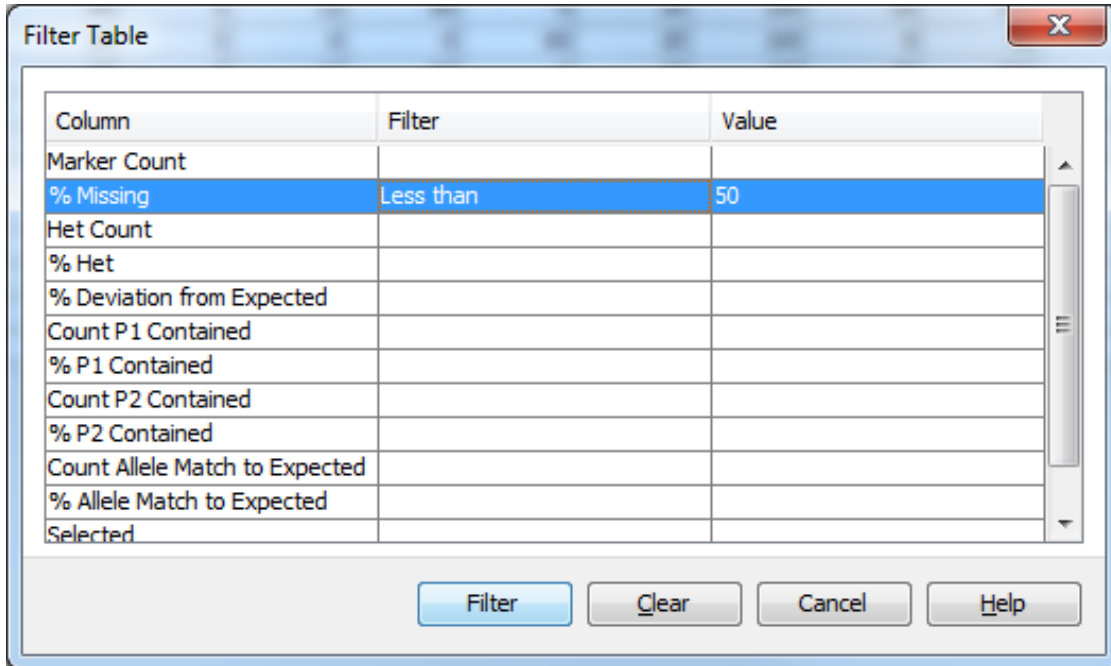 Filter Table
Column Filter Value
Marker Count
% Missing Less than 50
Het Count
% Het
% Deviation from Expected
Count P1 Contained
% P1 Contained
Count P2 Contained
% P2 Contained
Count Allele Match to Expected
% Allele Match to Expected
Selected
Filter Clear Cancel Help